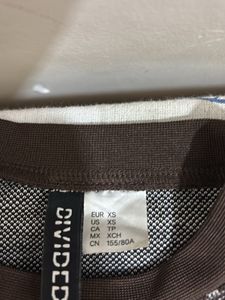 DIVIDED
EUR XS
US XS
CA TP
MX XCH
CN 155/80A